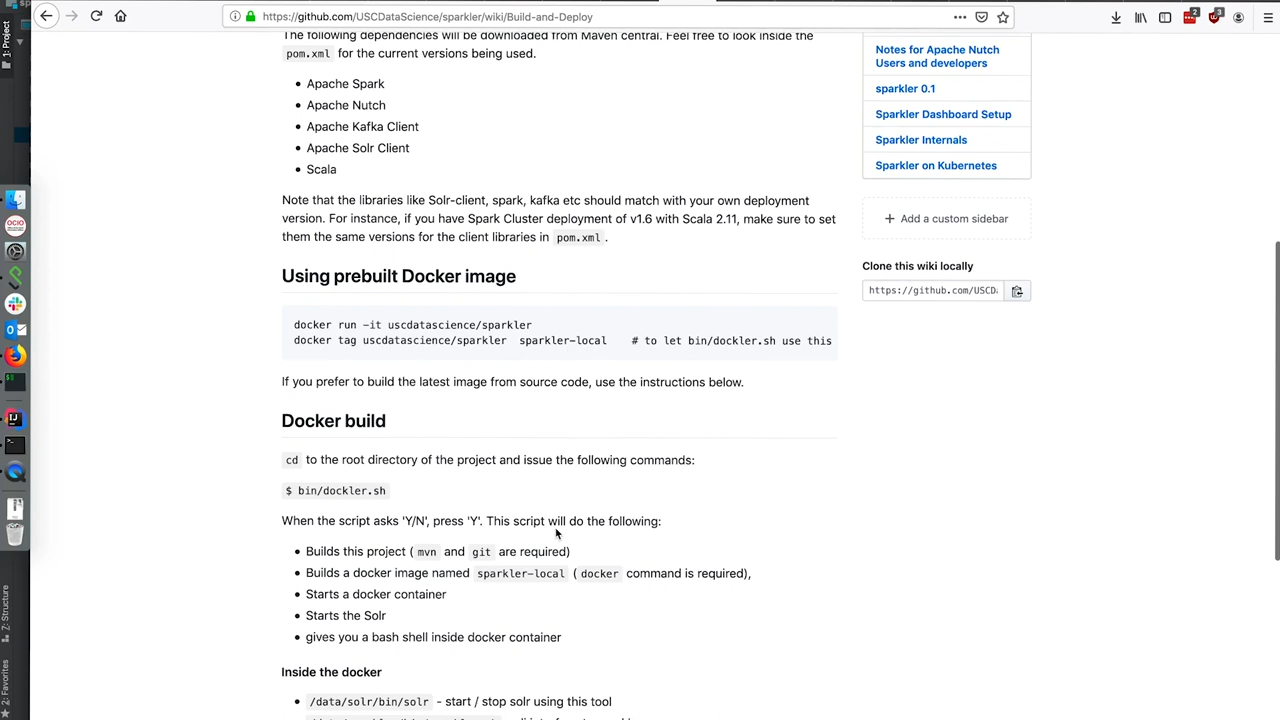 https://github.com/USCDataScience/sparkler/wiki/Build-and-Deploy
2
3
1: Project
The following dependencies will be downloaded from Maven central. Feel free to look inside the
pom.xml for the current versions being used.
• Apache Spark
• Apache Nutch
• Apache Kafka Client
• Apache Solr Client
• Scala
Note that the libraries like Solr-client, spark, kafka etc should match with your own deployment
version. For instance, if you have Spark Cluster deployment of v1.6 with Scala 2.11, make sure to set
them the same versions for the client libraries in pom.xml .
Using prebuilt Docker image
docker run -it uscdatascience/sparkler
docker tag uscdatascience/sparkler sparkler-local # to let bin/dockler.sh use this
If you prefer to build the latest image from source code, use the instructions below.
Docker build
cd to the root directory of the project and issue the following commands:
$ bin/dockler.sh
When the script asks 'Y/N', press 'Y'. This script will do the following:
• Builds this project ( mvn and git are required)
• Builds a docker image named sparkler-local ( docker command is required),
• Starts a docker container
• Starts the Solr
• gives you a bash shell inside docker container
Inside the docker
• /data/solr/bin/solr - start / stop solr using this tool
Notes for Apache Nutch
Users and developers
sparkler 0.1
Sparkler Dashboard Setup
Sparkler Internals
Sparkler on Kubernetes
+ Add a custom sidebar
Clone this wiki locally
https://github.com/USCD
OCIO
Z: Structure
2: Favorites